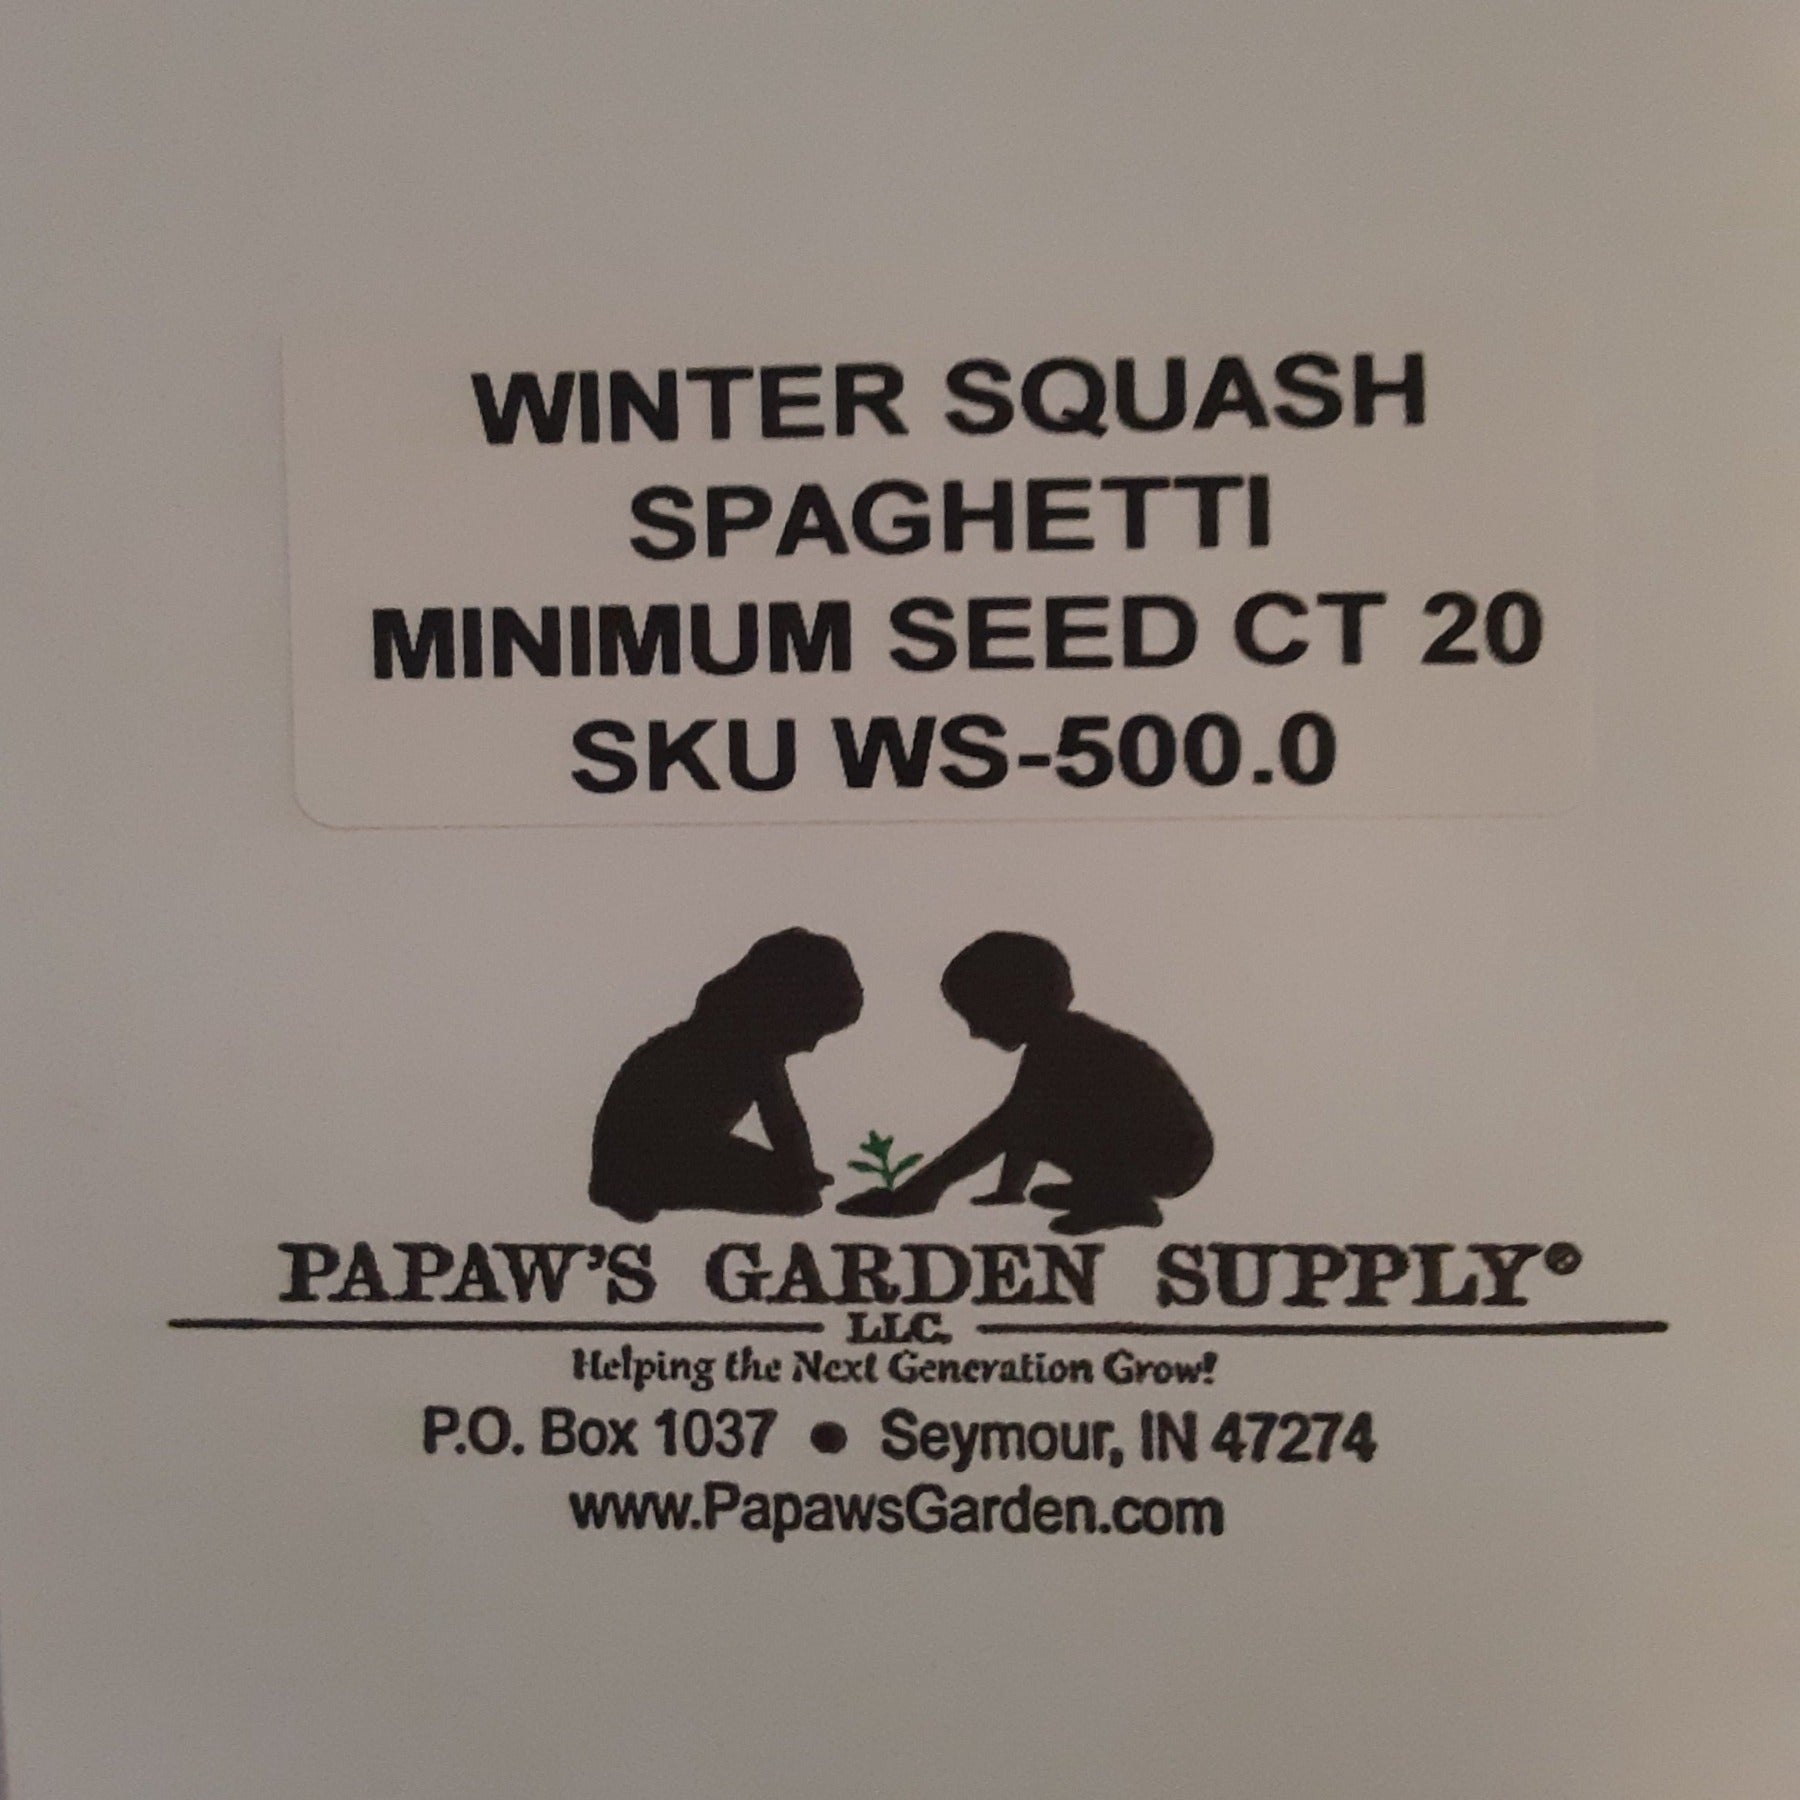 WINTER SQUASH
SPAGHETTI
MINIMUM SEED CT 20
SKU WS-500.0
PAPAW'S GARDEN SUPPLY®
LLC.
Helping the Next Generation Grow!
P.O. Box 1037 • Seymour, IN 47274
www.PapawsGarden.com